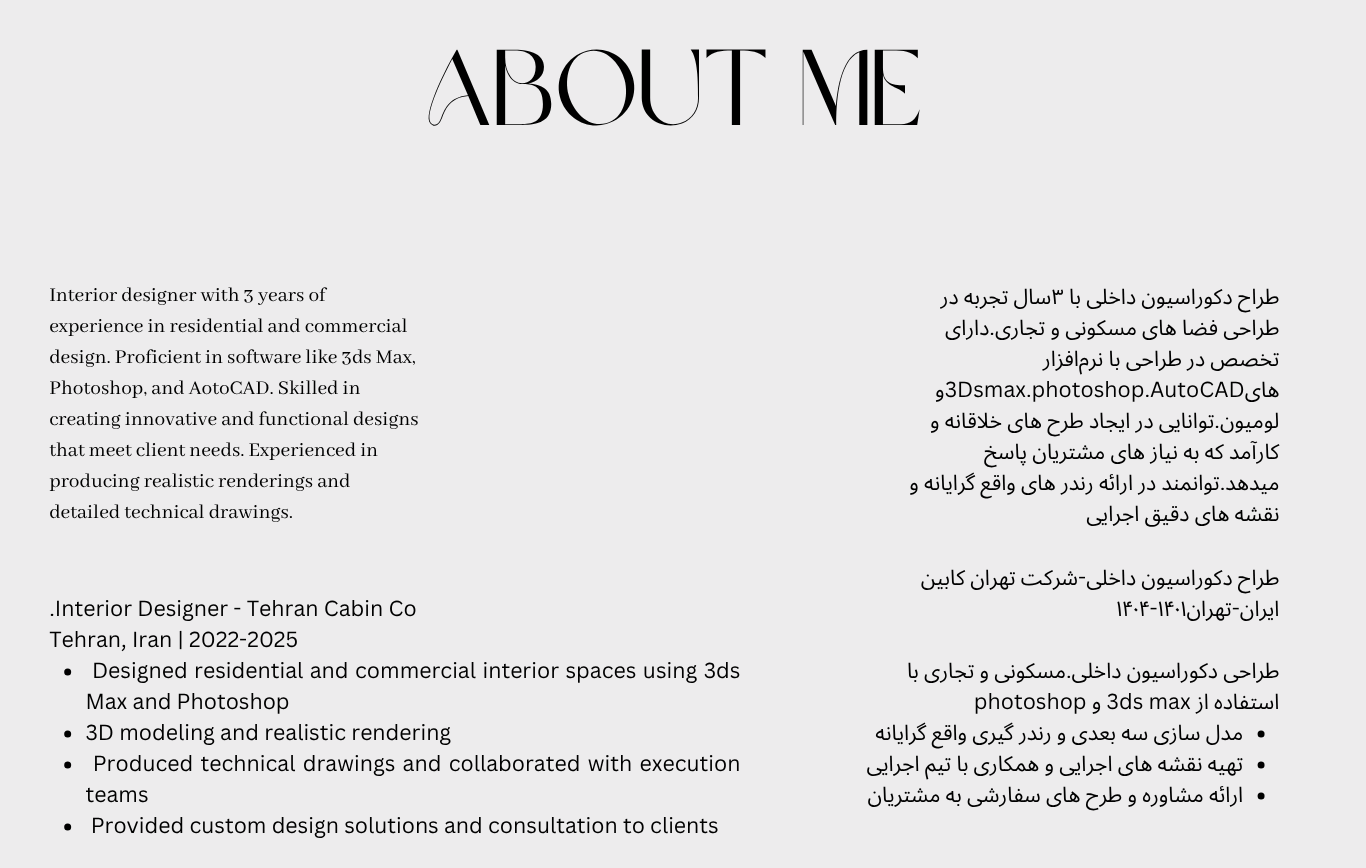 ABOUT ME
Interior designer with 3 years of
experience in residential and commercial
design. Proficient in software like 3ds Max,
Photoshop, and AotoCAD. Skilled in
creating innovative and functional designs
that meet client needs. Experienced in
producing realistic renderings and
detailed technical drawings.
.Interior Designer - Tehran Cabin Co
Tehran, Iran | 2022-2025
• Designed residential and commercial interior spaces using 3ds
Max and Photoshop
• 3D modeling and realistic rendering
• Produced technical drawings and collaborated with execution
teams
• Provided custom design solutions and consultation to clients
طراح دکوراسیون داخلی با ۳سال تجربه در
طراحی فضا های مسکونی و تجاری.دارای
تخصص در طراحی با نرم‌افزار
های3Dsmax.photoshop.AutoCADو
لومیون.توانایی در ایجاد طرح های خلاقانه و
کارآمد که به نیاز های مشتریان پاسخ
میدهد.توانمند در ارائه رندر های واقع گرایانه و
نقشه های دقیق اجرایی
طراح دکوراسیون داخلی-شرکت تهران کابین
ایران-تهران۱۴۰۱-۱۴۰۴
طراحی دکوراسیون داخلی.مسکونی و تجاری با
استفاده از 3ds max و photoshop
• مدل سازی سه بعدی و رندر گیری واقع گرایانه
• تهیه نقشه های اجرایی و همکاری با تیم اجرایی
• ارائه مشاوره و طرح های سفارشی به مشتریان